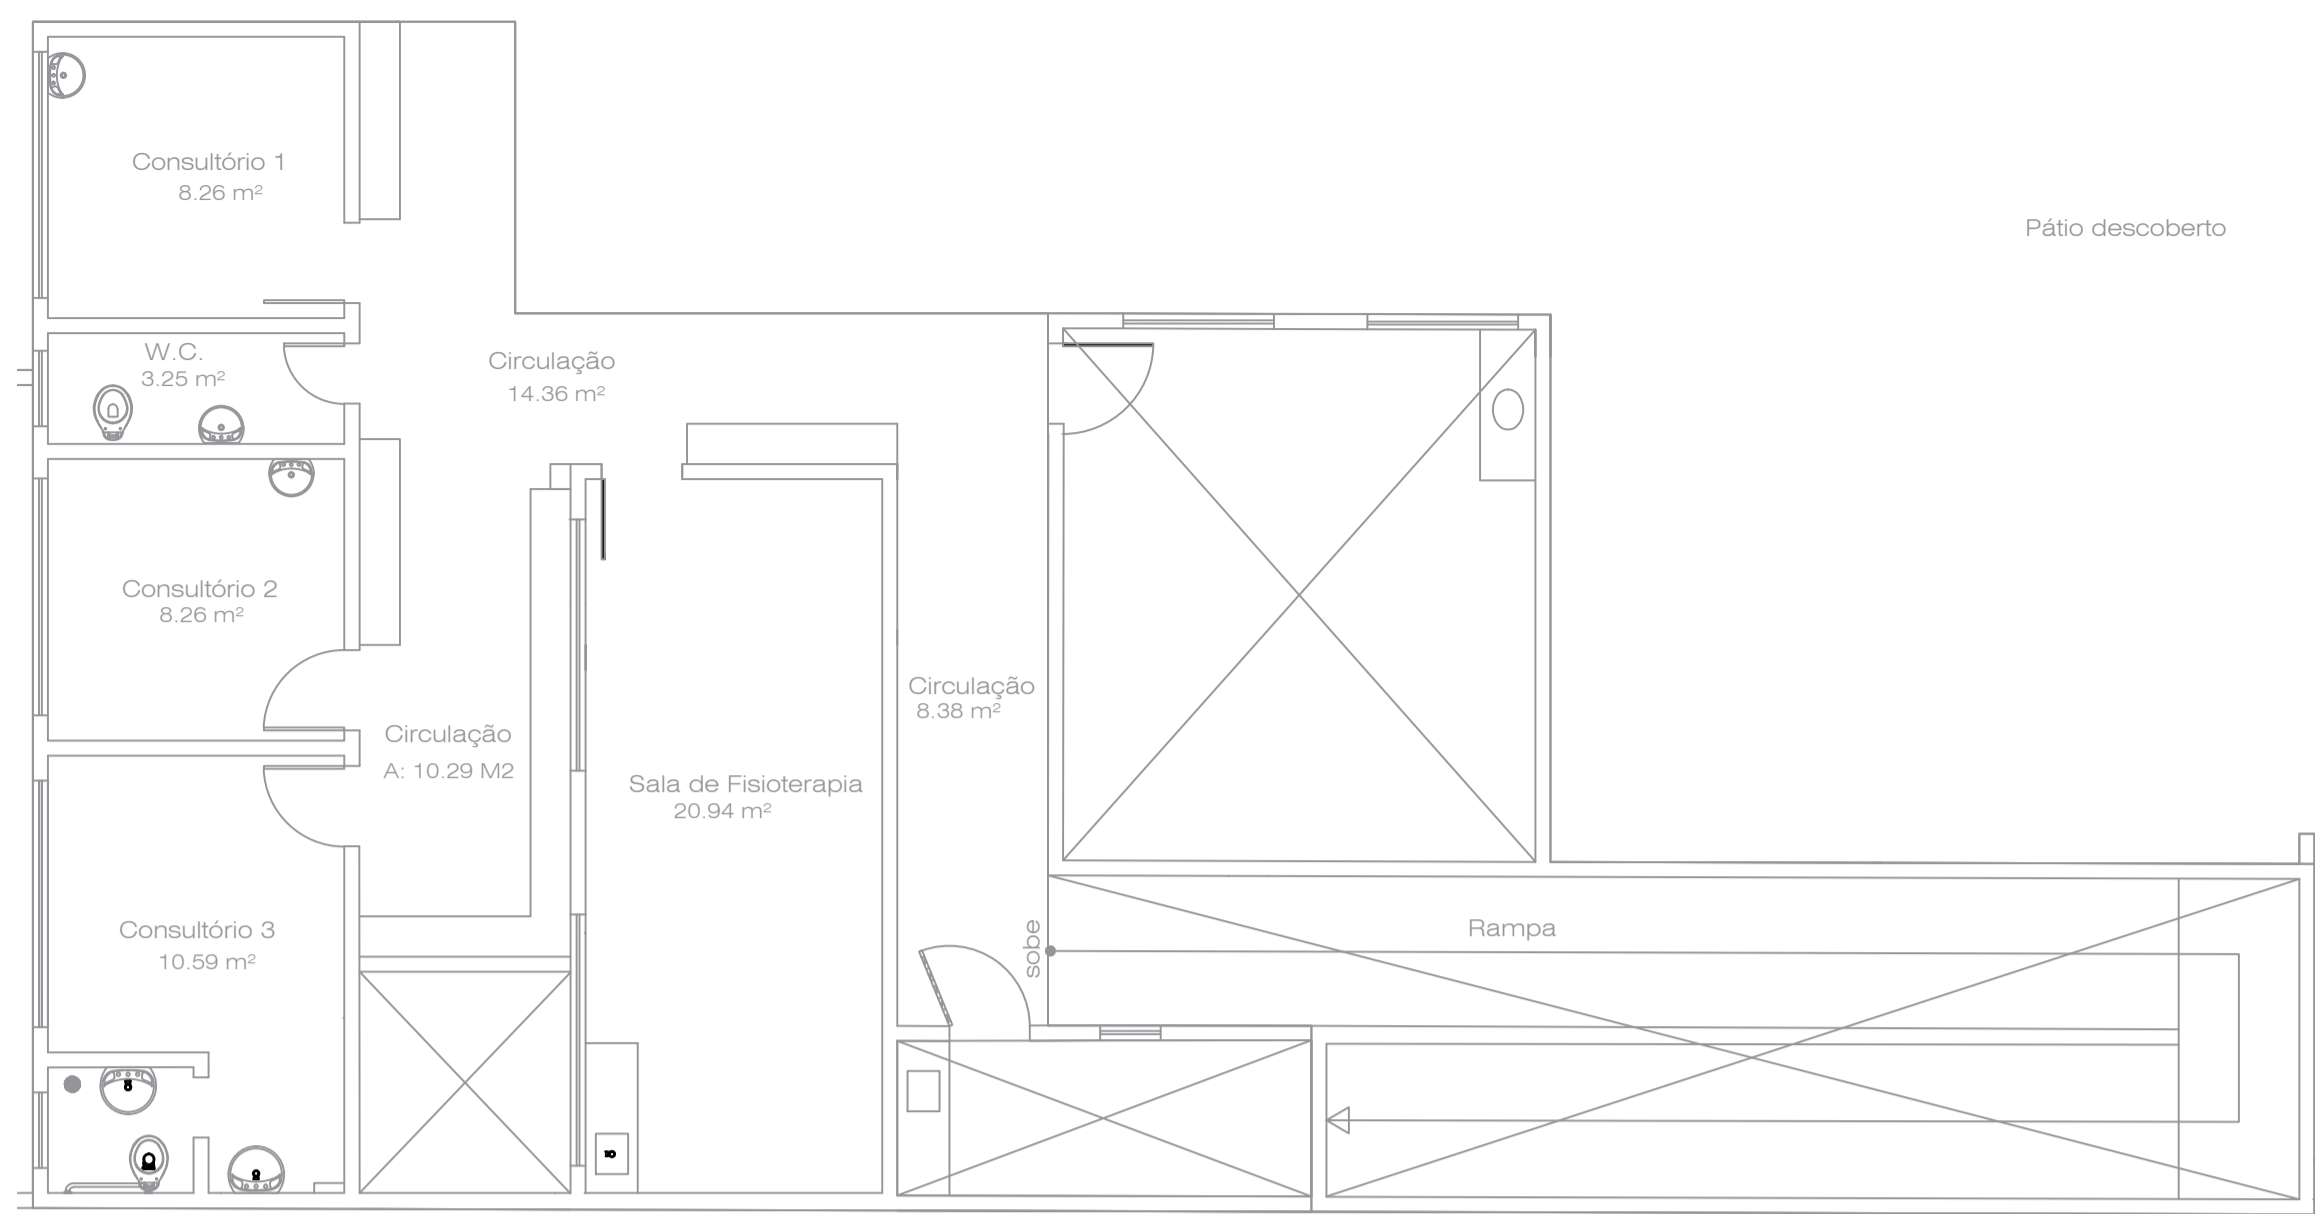 Consultório 1
8.26 m²
Pátio descoberto
W.C.
3.25 m²
Circulação
14.36 m²
Consultório 2
8.26 m²
Circulação
8.38 m²
Circulação
A: 10.29 M2
Sala de Fisioterapia
20.94 m²
Consultório 3
10.59 m²
sobe
Rampa